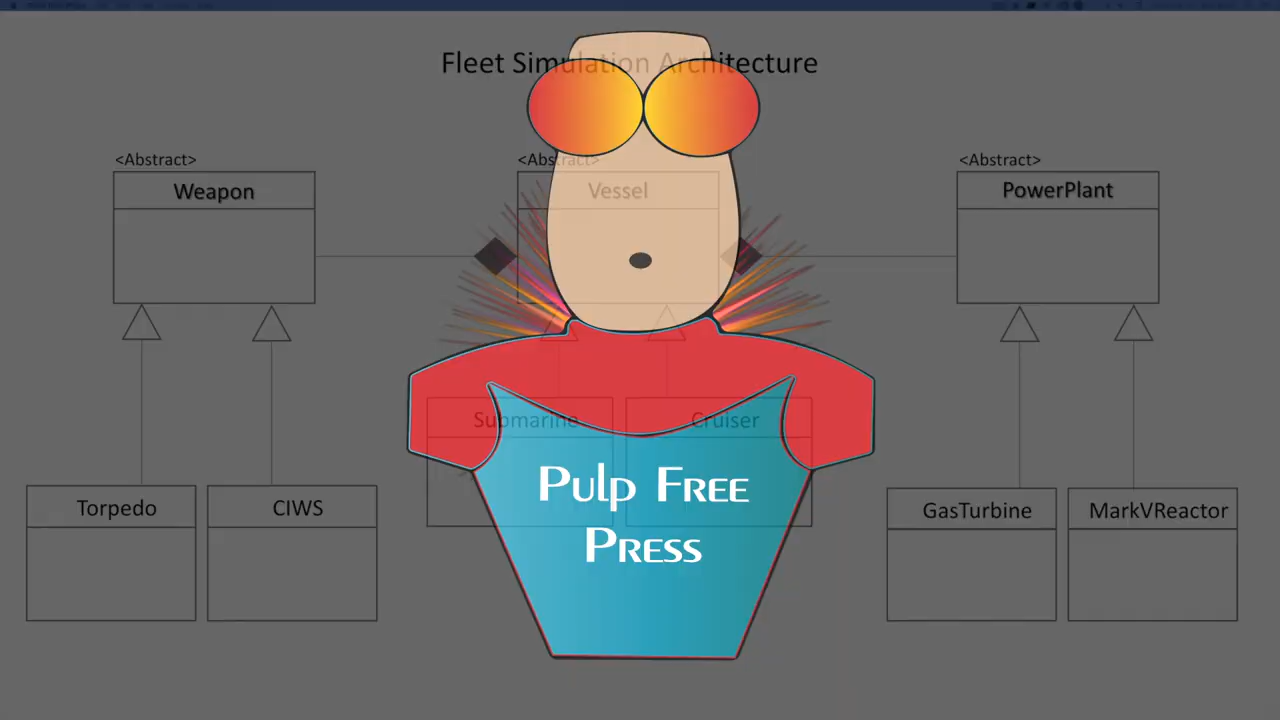 Fleet Simulation Architecture
<Abstract>
<Abstract>
<Abstract>
Weapon
Vessel
PowerPlant
Submarine
Cruiser
Pulp Free
Press
Torpedo
CIWS
GasTurbine
MarkVReactor